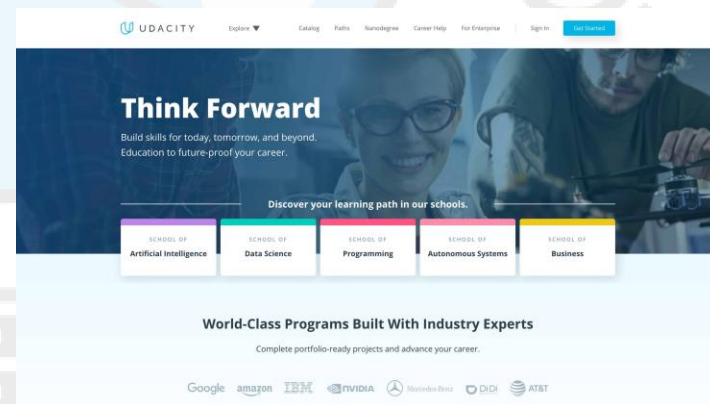 UDACITY
Explore
Catalog
Paths
Nanodegree
Career Help
For Enterprise
Sign In
Get Started
Think Forward
Build skills for today, tomorrow, and beyond.
Education to future-proof your career.
Discover your learning path in our schools.
SCHOOL OF
Artificial Intelligence
SCHOOL OF
Data Science
SCHOOL OF
Programming
SCHOOL OF
Autonomous Systems
SCHOOL OF
Business
World-Class Programs Built With Industry Experts
Complete portfolio-ready projects and advance your career.
Google
amazon
IBM
NVIDIA
Mercedes-Benz
DiDi
AT&T